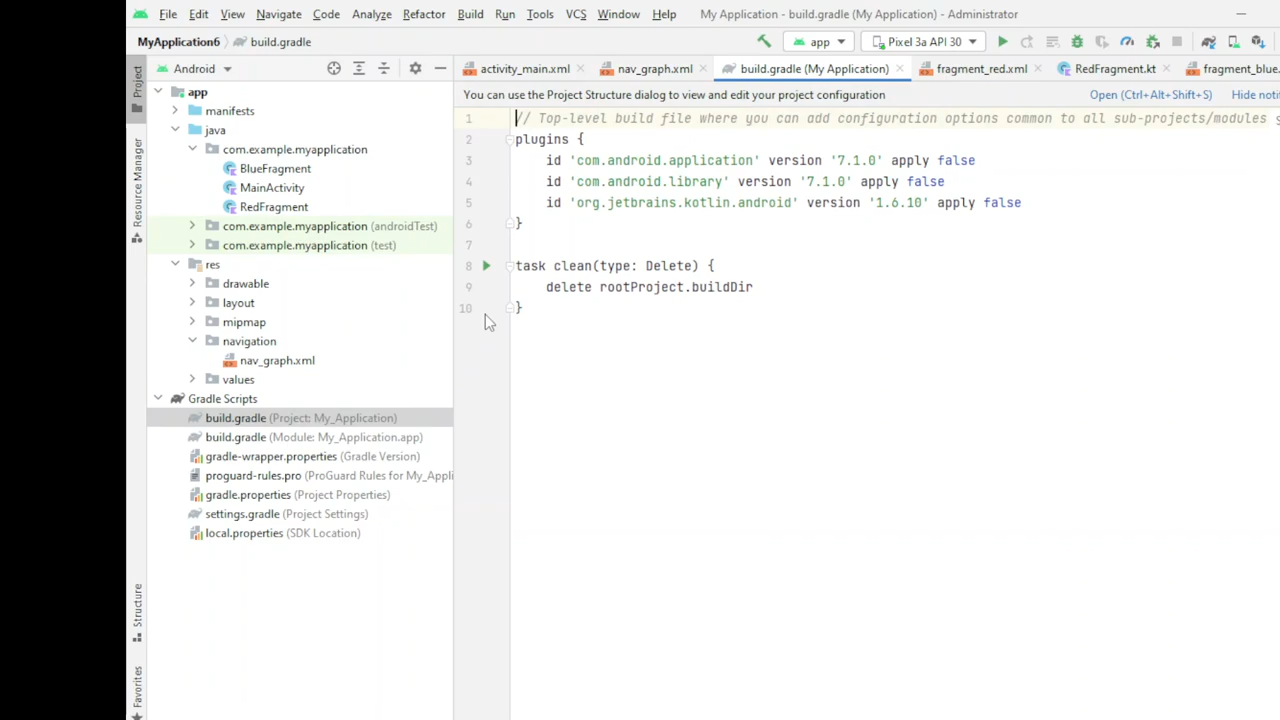 File Edit View Navigate Code Analyze Refactor Build Run Tools VCS Window Help My Application - build.gradle (My Application) - Administrator
MyApplication6 build.gradle app Pixel 3a API 30
Project
Resource Manager
Structure
Favorites
Android
app
manifests
java
com.example.myapplication
BlueFragment
MainActivity
RedFragment
com.example.myapplication (androidTest)
com.example.myapplication (test)
res
drawable
layout
mipmap
navigation
nav_graph.xml
values
Gradle Scripts
build.gradle (Project: My_Application)
build.gradle (Module: My_Application.app)
gradle-wrapper.properties (Gradle Version)
proguard-rules.pro (ProGuard Rules for My_Appli
gradle.properties (Project Properties)
settings.gradle (Project Settings)
local.properties (SDK Location)
activity_main.xml nav_graph.xml build.gradle (My Application) fragment_red.xml RedFragment.kt fragment_blue.
You can use the Project Structure dialog to view and edit your project configuration Open (Ctrl+Alt+Shift+S) Hide noti
1 // Top-level build file where you can add configuration options common to all sub-projects/modules
2 plugins {
3 id 'com.android.application' version '7.1.0' apply false
4 id 'com.android.library' version '7.1.0' apply false
5 id 'org.jetbrains.kotlin.android' version '1.6.10' apply false
6 }
7
8 task clean(type: Delete) {
9 delete rootProject.buildDir
10 }